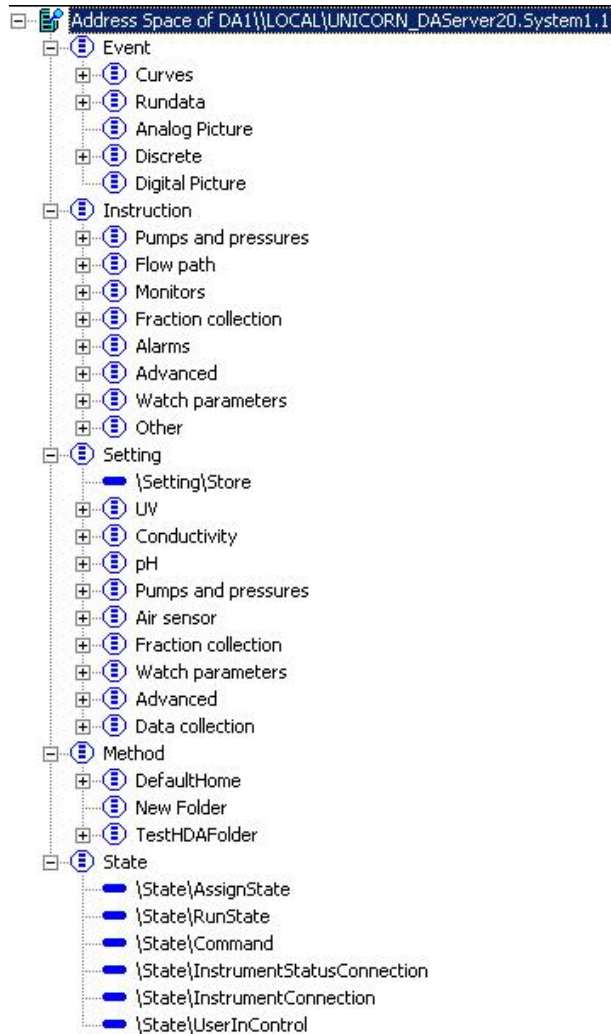 Address Space of DA1\\LOCAL\UNICORN_DAServer20.System1.1
Event
Curves
Rundata
Analog Picture
Discrete
Digital Picture
Instruction
Pumps and pressures
Flow path
Monitors
Fraction collection
Alarms
Advanced
Watch parameters
Other
Setting
\Setting\Store
UV
Conductivity
pH
Pumps and pressures
Air sensor
Fraction collection
Watch parameters
Advanced
Data collection
Method
DefaultHome
New Folder
TestHDAFolder
State
\State\AssignState
\State\RunState
\State\Command
\State\InstrumentStatusConnection
\State\InstrumentConnection
\State\UserInControl